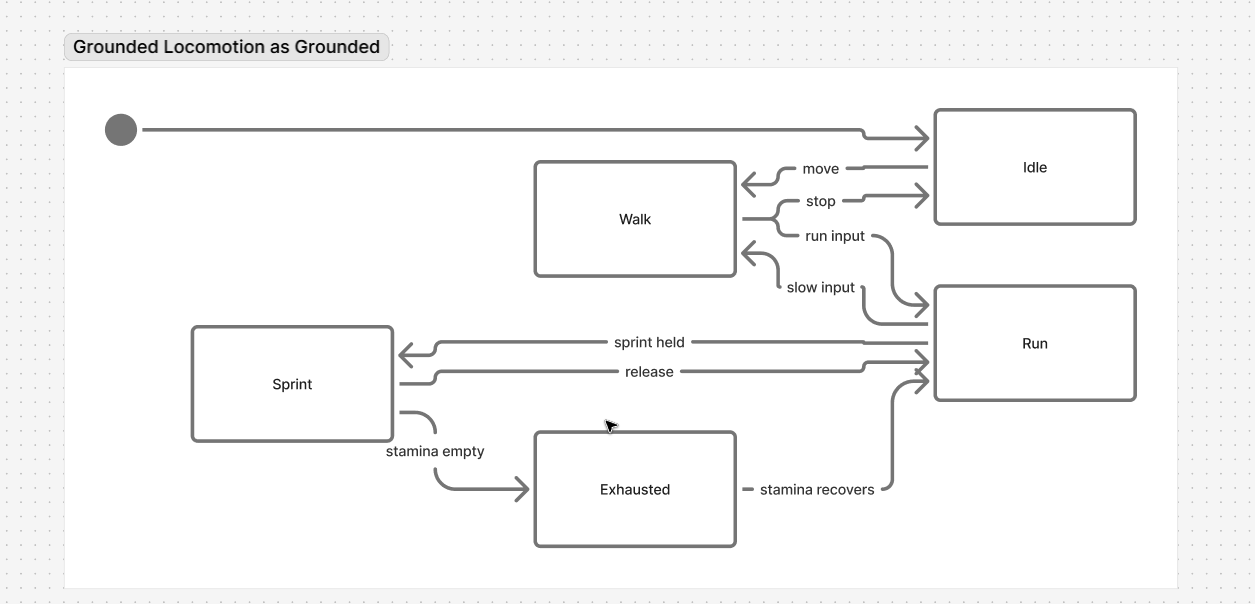 Grounded Locomotion as Grounded
Idle
move
Walk
stop
run input
slow input
Run
sprint held
release
Sprint
stamina empty
Exhausted
stamina recovers